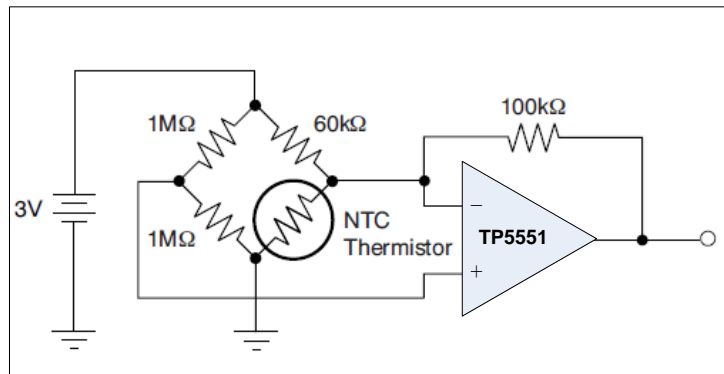 1MΩ
60kΩ
100kΩ
3V
1MΩ
NTC
Thermistor
−
TP5551
+